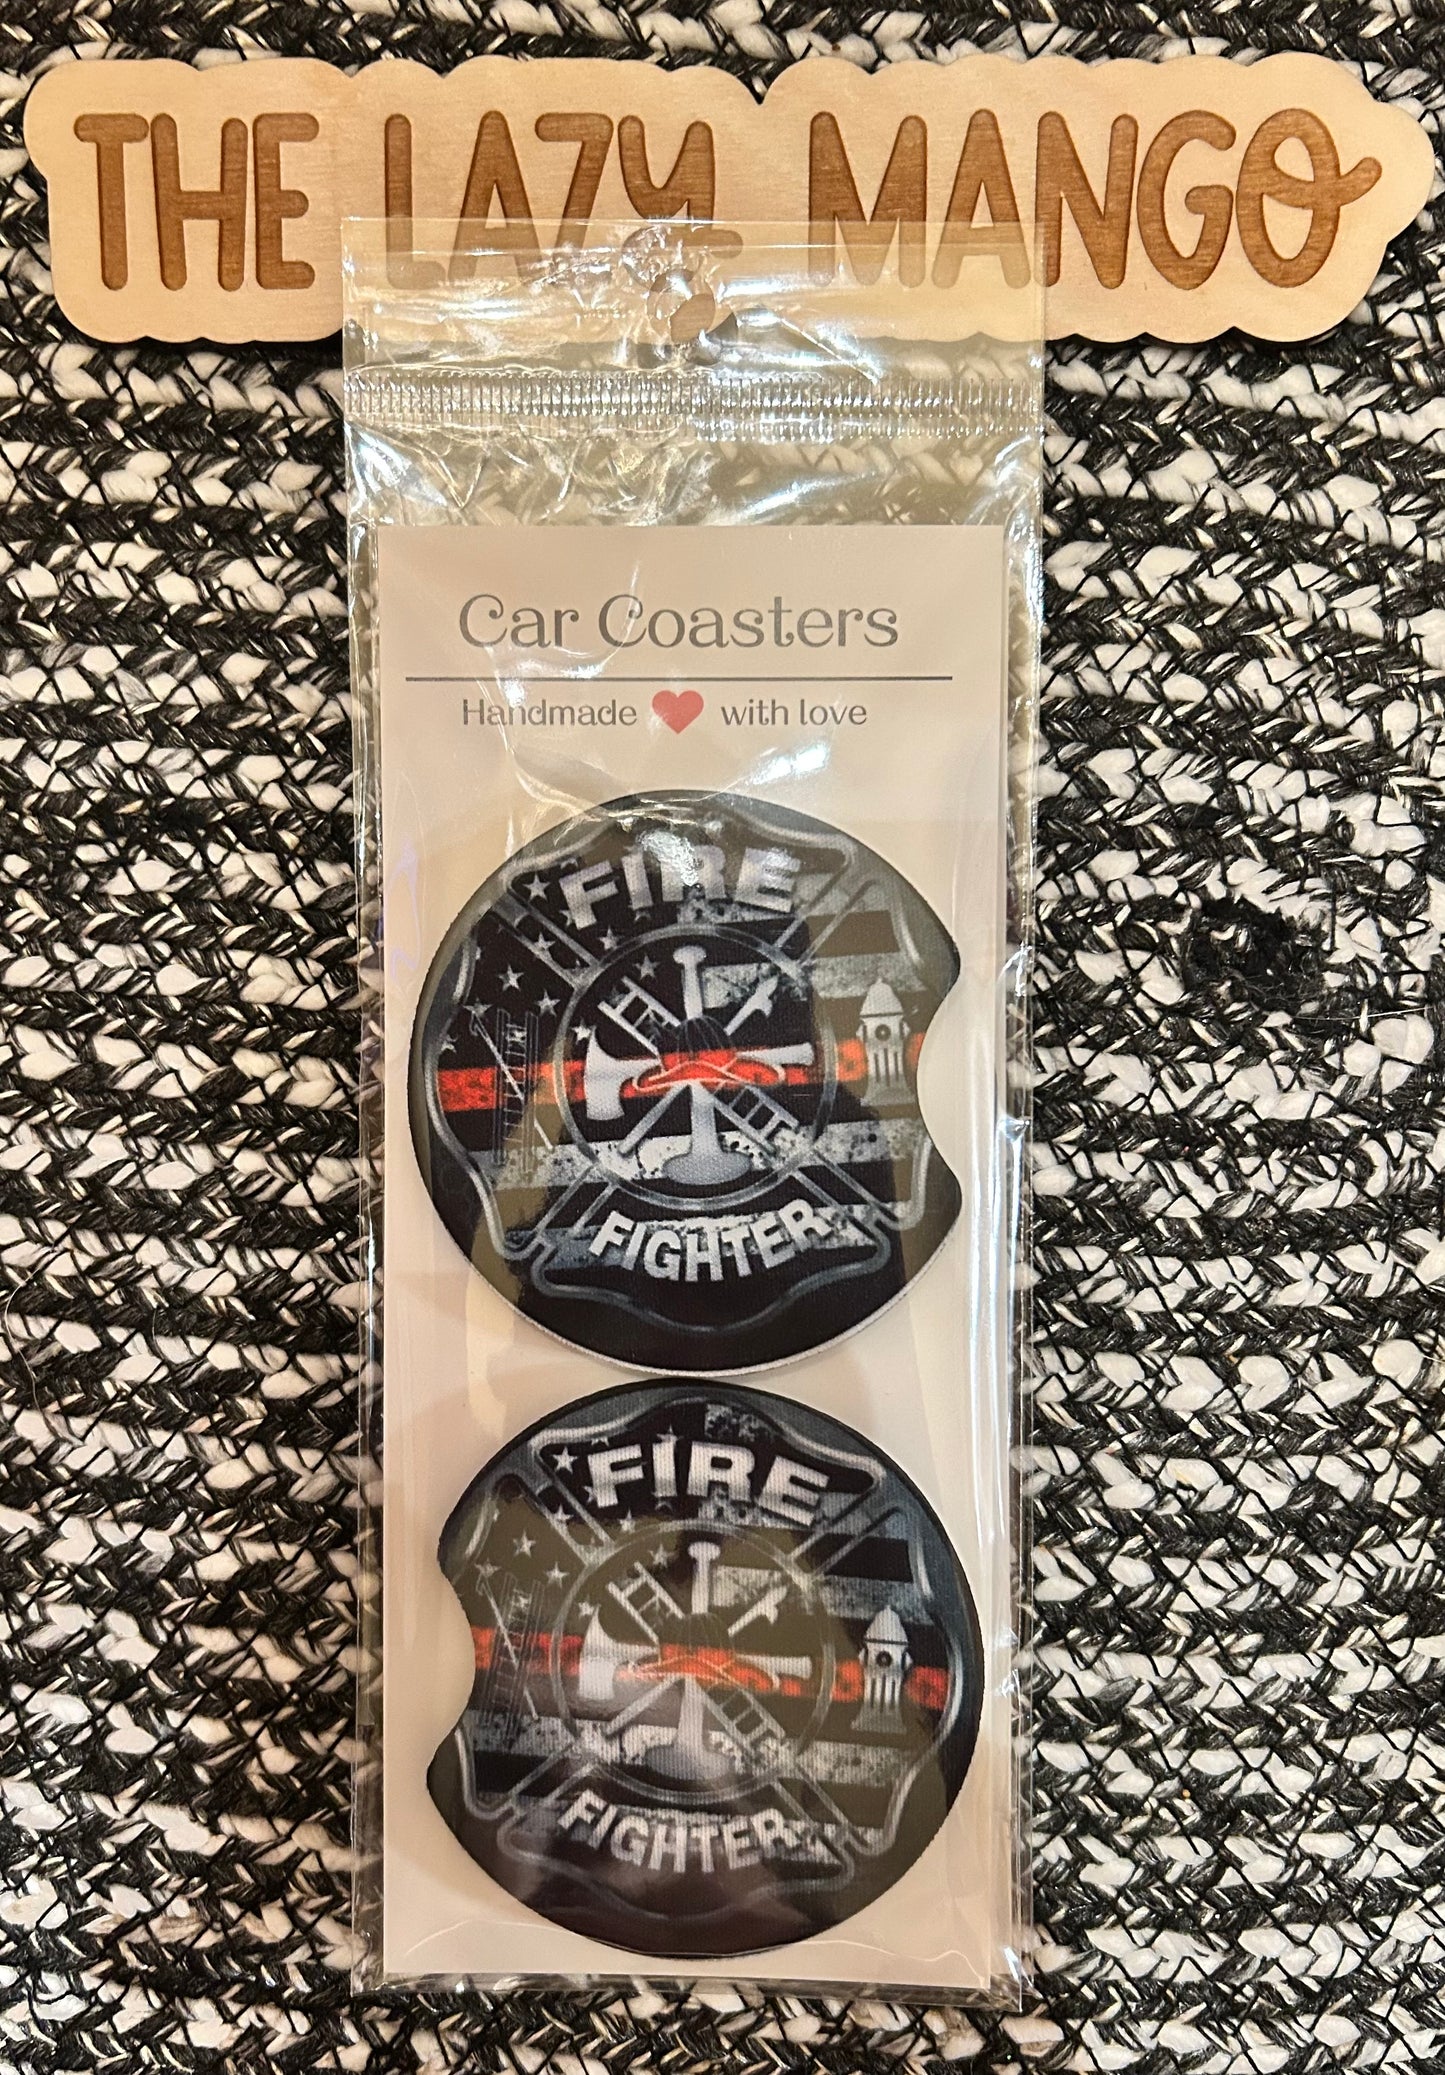 THE LAZY MANGO
Car Coasters
Handmade with love
FIRE
FIGHTER
FIRE
FIGHTER